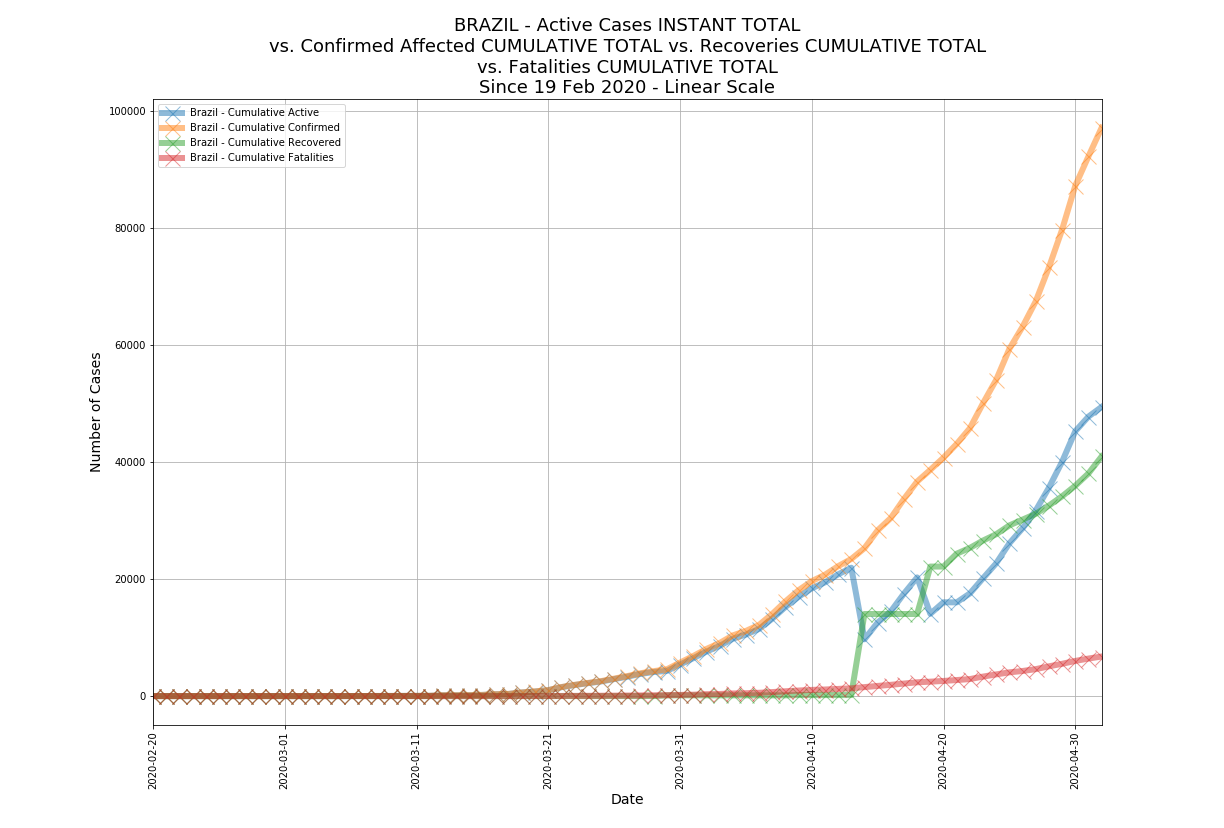 BRAZIL - Active Cases INSTANT TOTAL
vs. Confirmed Affected CUMULATIVE TOTAL vs. Recoveries CUMULATIVE TOTAL
vs. Fatalities CUMULATIVE TOTAL
Since 19 Feb 2020 - Linear Scale
Brazil - Cumulative Active
Brazil - Cumulative Confirmed
Brazil - Cumulative Recovered
Brazil - Cumulative Fatalities
Number of Cases
100000
80000
60000
40000
20000
0
2020-02-20
2020-03-01
2020-03-11
2020-03-21
2020-03-31
2020-04-10
2020-04-20
2020-04-30
Date